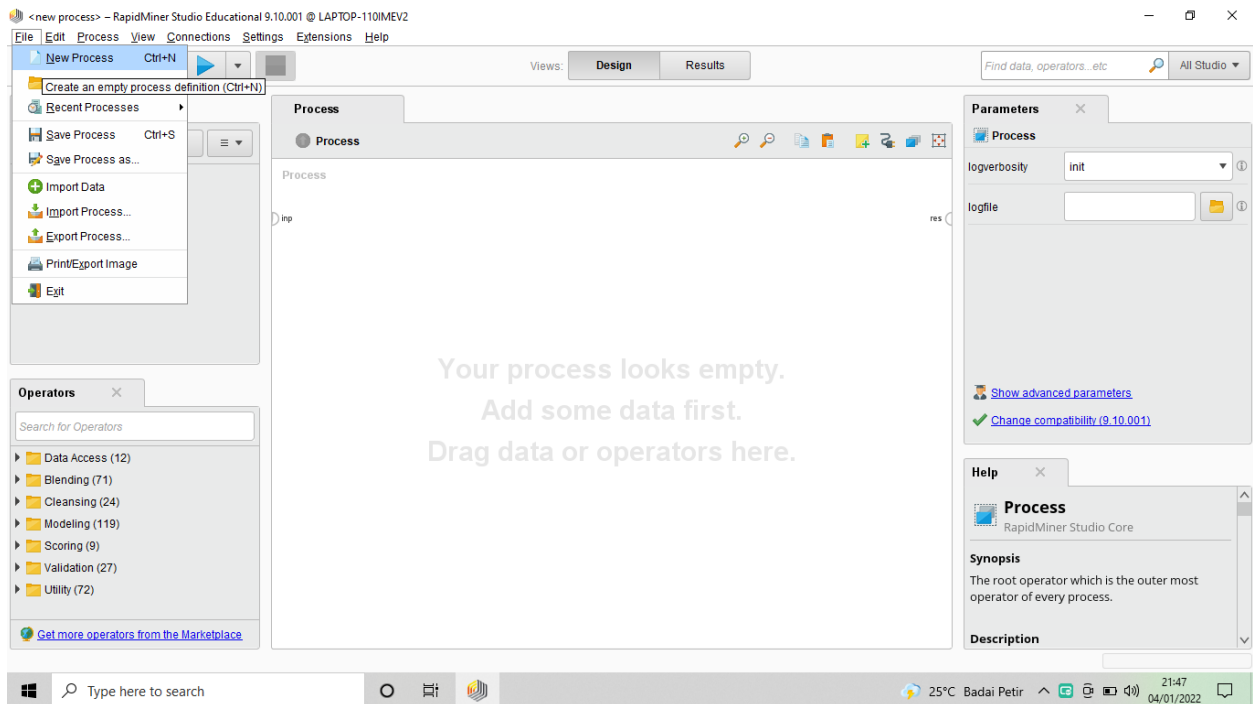 <new process> – RapidMiner Studio Educational 9.10.001 @ LAPTOP-110IMEV2
File Edit Process View Connections Settings Extensions Help
New Process Ctrl+N
Create an empty process definition (Ctrl+N)
Recent Processes
Save Process Ctrl+S
Save Process as...
Import Data
Import Process...
Export Process...
Print/Export Image
Exit
Views: Design Results
Find data, operators...etc All Studio
Process
Process
Process
inp
res
Your process looks empty.
Add some data first.
Drag data or operators here.
Operators
Search for Operators
Data Access (12)
Blending (71)
Cleansing (24)
Modeling (119)
Scoring (9)
Validation (27)
Utility (72)
Get more operators from the Marketplace
Parameters
Process
logverbosity init
logfile
Show advanced parameters
Change compatibility (9.10.001)
Help
Process
RapidMiner Studio Core
Synopsis
The root operator which is the outer most
operator of every process.
Description
Type here to search
25°C Badai Petir
21:47
04/01/2022